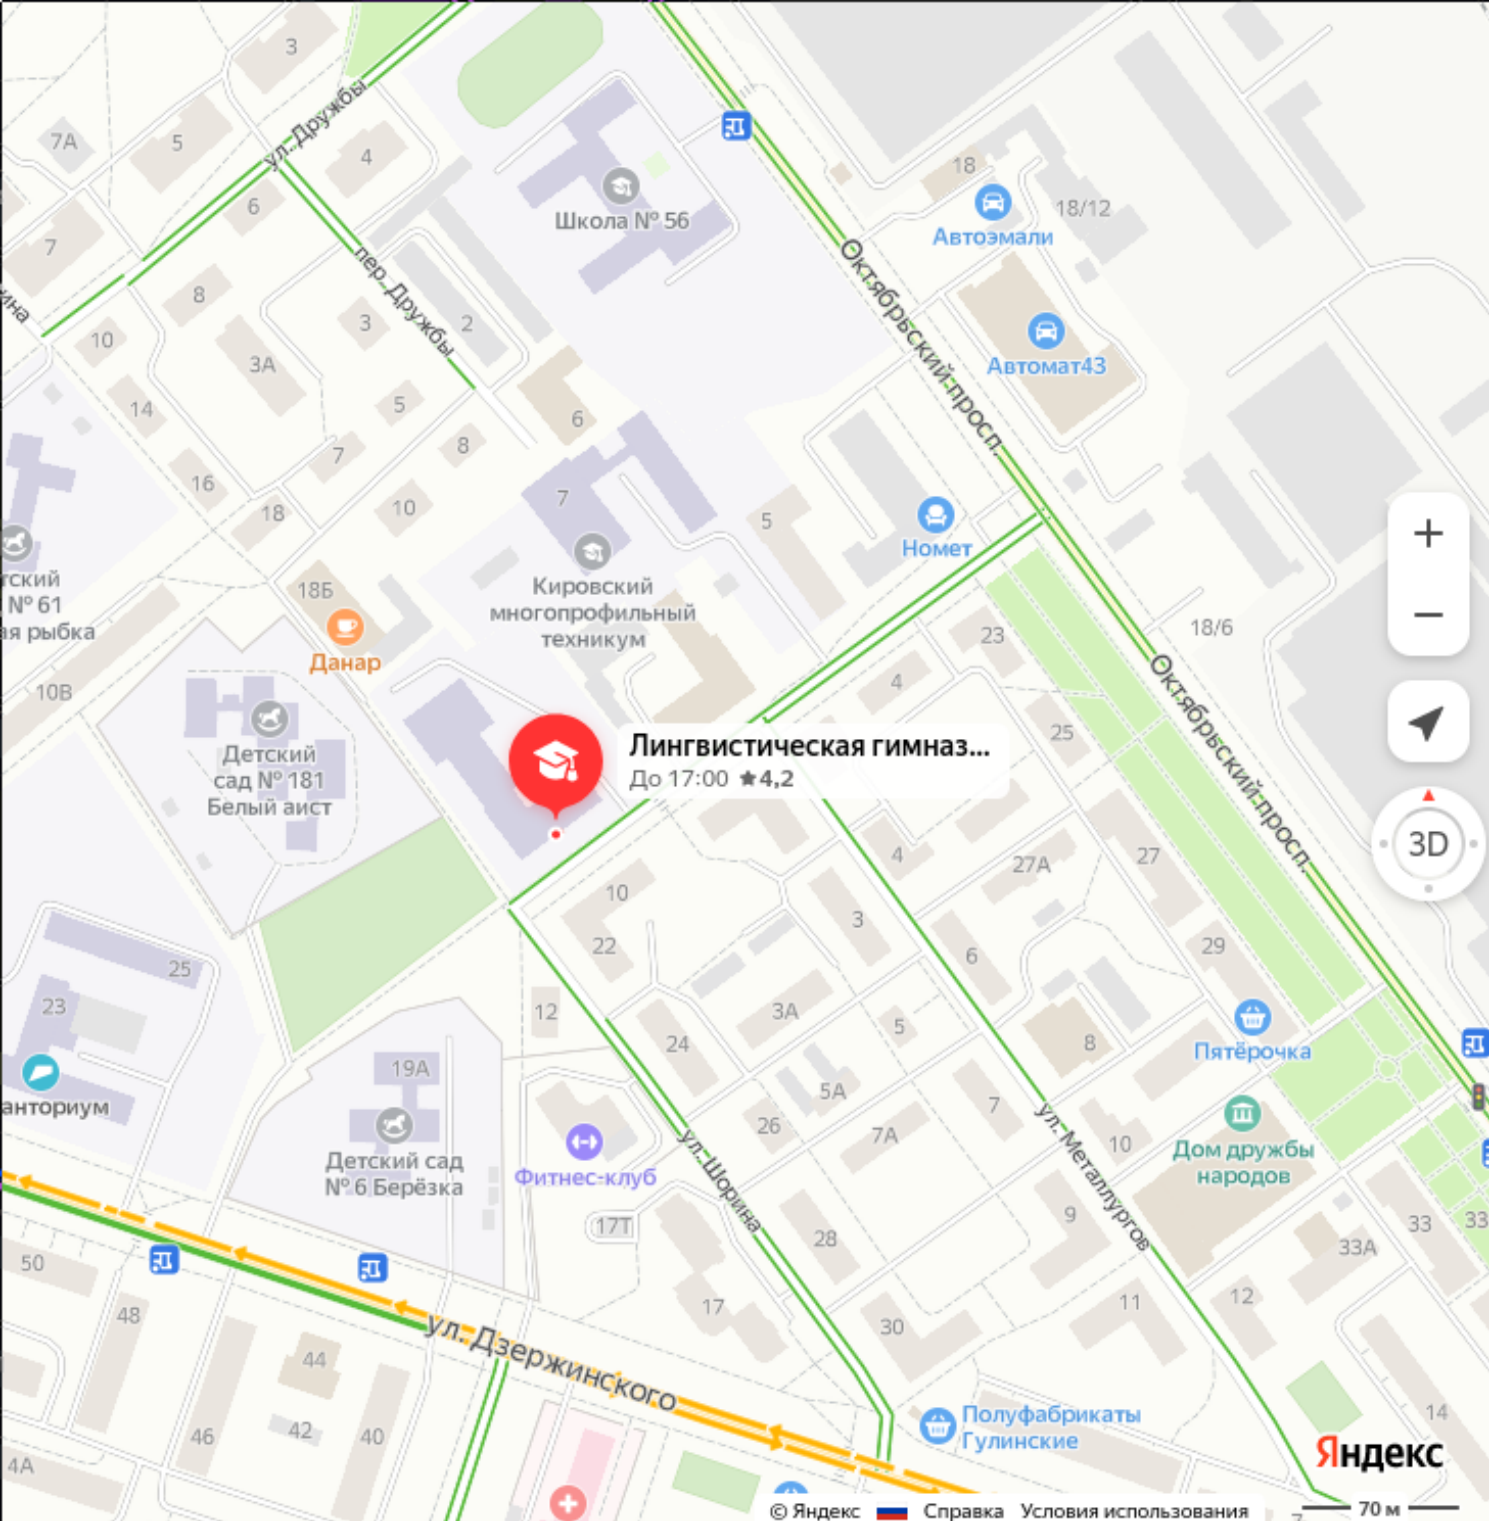 3
ул. Дружбы
7А
5
4
6
7
Школа № 56
18
18/12
Автоэмали
Октябрьский просп.
пер. Дружбы
8
3
2
10
3А
Автомат43
14
5
6
7
8
16
18
10
7
5
Номет
тский
№ 61
ая рыбка
18Б
Данар
Кировский
многопрофильный
техникум
23
18/6
10В
4
25
Октябрьский просп.
Детский
сад № 181
Белый аист
Лингвистическая гимназ...
До 17:00 ★4,2
3D
4
27А
27
10
22
3
6
29
25
23
12
24
3А
5
8
Пятёрочка
анториум
19А
Детский сад
№ 6 Берёзка
5А
26
7А
7
10
ул. Металлургов
Дом дружбы
народов
Фитнес-клуб
ул. Шорина
17Т
28
9
33
33
33А
50
48
17
30
11
12
ул. Дзержинского
44
46
42
40
4А
Полуфабрикаты
Гулинские
14
Яндекс
© Яндекс Справка Условия использования
70 м